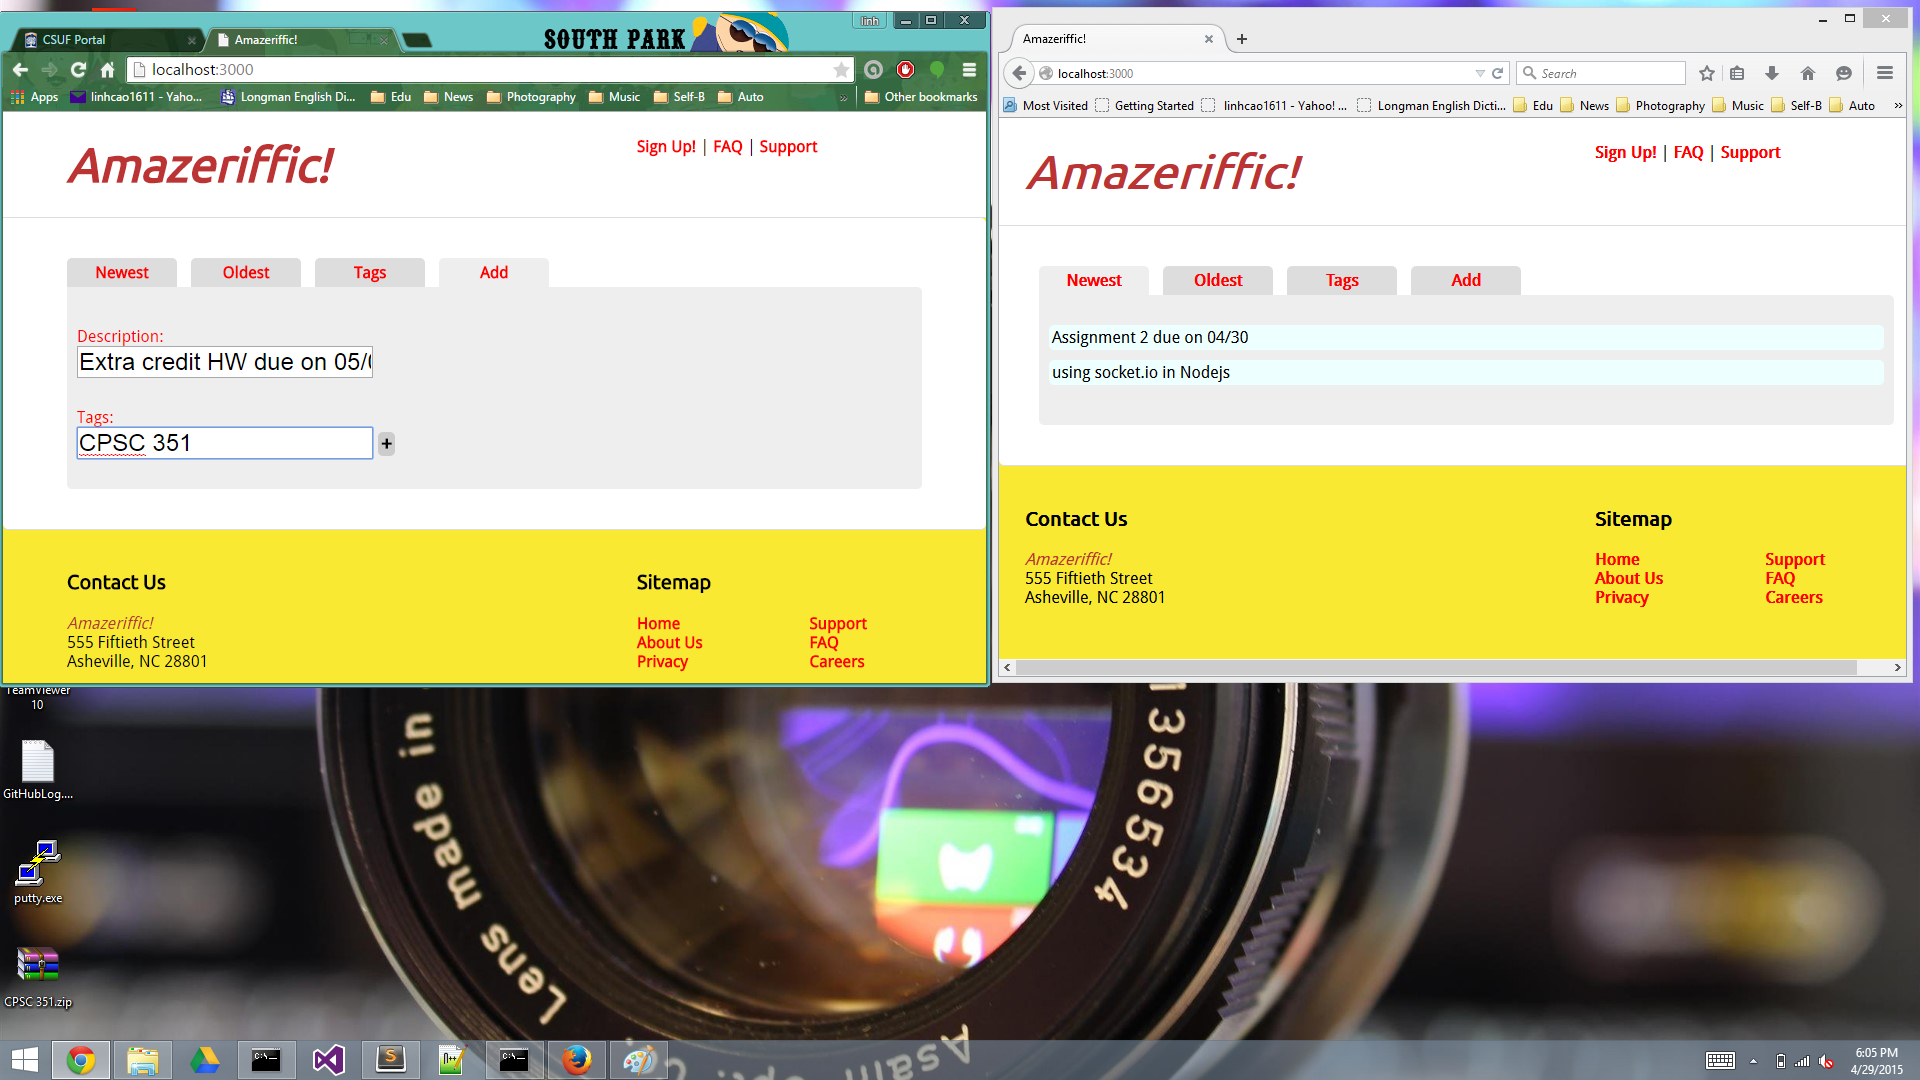 linh
CSUF Portal
Amazeriffic!
SOUTH PARK
localhost:3000
Apps
linhcao1611 - Yaho...
Longman English Di...
Edu
News
Photography
Music
Self-B
Auto
»
Other bookmarks
Amazeriffic!
Sign Up! | FAQ | Support
Newest
Oldest
Tags
Add
Description:
Extra credit HW due on 05/
Tags:
CPSC 351
+
Contact Us
Amazeriffic!
555 Fiftieth Street
Asheville, NC 28801
Sitemap
Home
About Us
Privacy
Support
FAQ
Careers
Amazeriffic!
localhost:3000
Search
Most Visited
Getting Started
linhcao1611 - Yahoo! ...
Longman English Dicti...
Edu
News
Photography
Music
Self-B
Auto
»
Amazeriffic!
Sign Up! | FAQ | Support
Newest
Oldest
Tags
Add
Assignment 2 due on 04/30
using socket.io in Nodejs
Contact Us
Amazeriffic!
555 Fiftieth Street
Asheville, NC 28801
Sitemap
Home
About Us
Privacy
Support
FAQ
Careers
TeamViewer
10
GitHubLog....
putty.exe
CPSC 351.zip
Lens made in
1356534
Asahi Opt. C
C:\._
C:\._
6:05 PM
4/29/2015